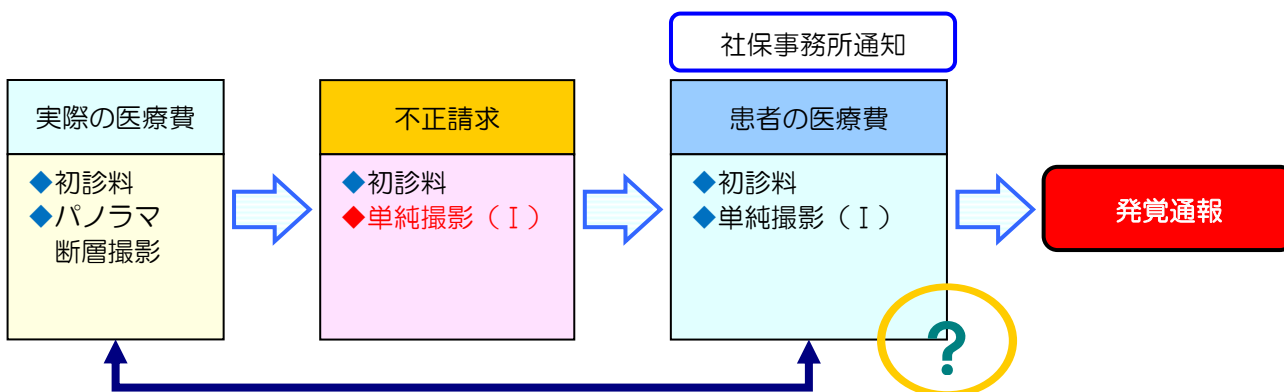 社保事務所通知
実際の医療費
◆初診料
◆パノラマ
断層撮影
不正請求
◆初診料
◆単純撮影(Ⅰ)
患者の医療費
◆初診料
◆単純撮影(Ⅰ)
?
発覚通報